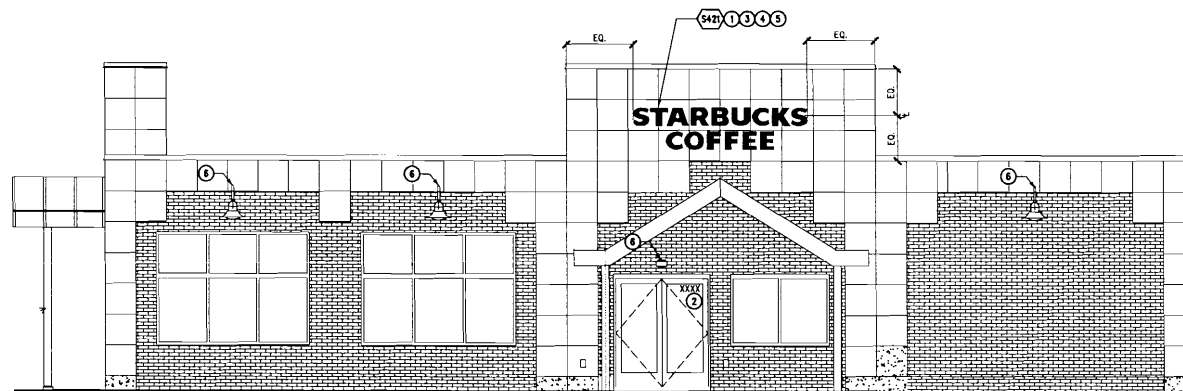 S421 1 3 4 5
EQ. EQ.
EQ.
EQ.
STARBUCKS
COFFEE
6 6 6
6
XXXX
2